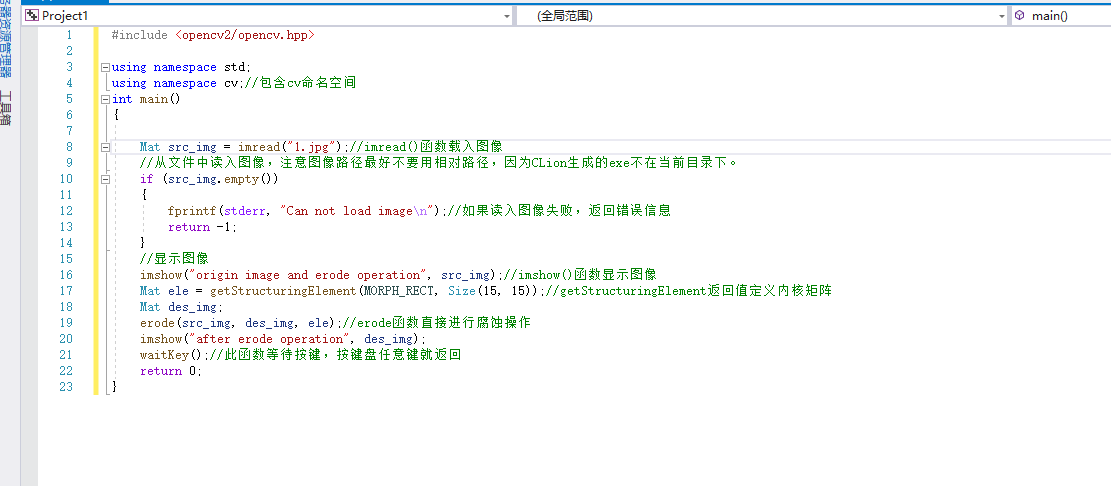 Project1 (全局范围) main()
资源管理器
工具箱
1 #include <opencv2/opencv.hpp>
2
3 using namespace std;
4 using namespace cv;//包含cv命名空间
5 int main()
6 {
7
8 Mat src_img = imread("1.jpg");//imread()函数载入图像
9 //从文件中读入图像，注意图像路径最好不要用相对路径，因为CLion生成的exe不在当前目录下。
10 if (src_img.empty())
11 {
12 fprintf(stderr, "Can not load image\n");//如果读入图像失败，返回错误信息
13 return -1;
14 }
15 //显示图像
16 imshow("origin image and erode operation", src_img);//imshow()函数显示图像
17 Mat ele = getStructuringElement(MORPH_RECT, Size(15, 15));//getStructuringElement返回值定义内核矩阵
18 Mat des_img;
19 erode(src_img, des_img, ele);//erode函数直接进行腐蚀操作
20 imshow("after erode operation", des_img);
21 waitKey();//此函数等待按键，按键盘任意键就返回
22 return 0;
23 }